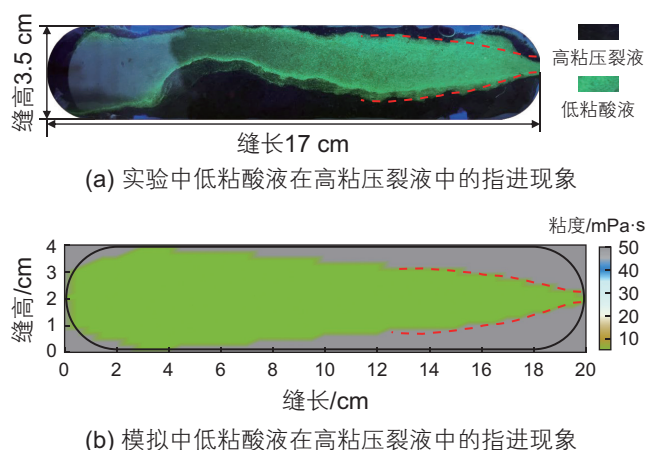 缝高3.5 cm
缝长17 cm
高粘压裂液
低粘酸液
(a) 实验中低粘酸液在高粘压裂液中的指进现象
粘度/mPa·s
50
40
30
20
10
缝高/cm
4
3
2
1
0
0 2 4 6 8 10 12 14 16 18 20
缝长/cm
(b) 模拟中低粘酸液在高粘压裂液中的指进现象